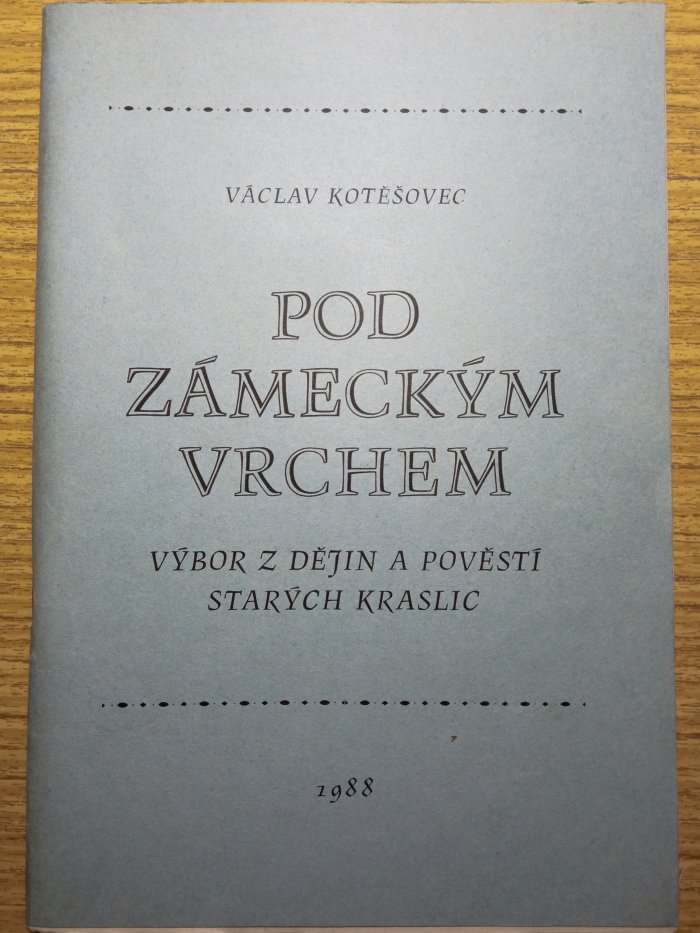 VÁCLAV KOTĚŠOVEC
POD
ZÁMECKÝM
VRCHEM
VÝBOR Z DĚJIN A POVĚSTÍ
STARÝCH KRASLIC
1988